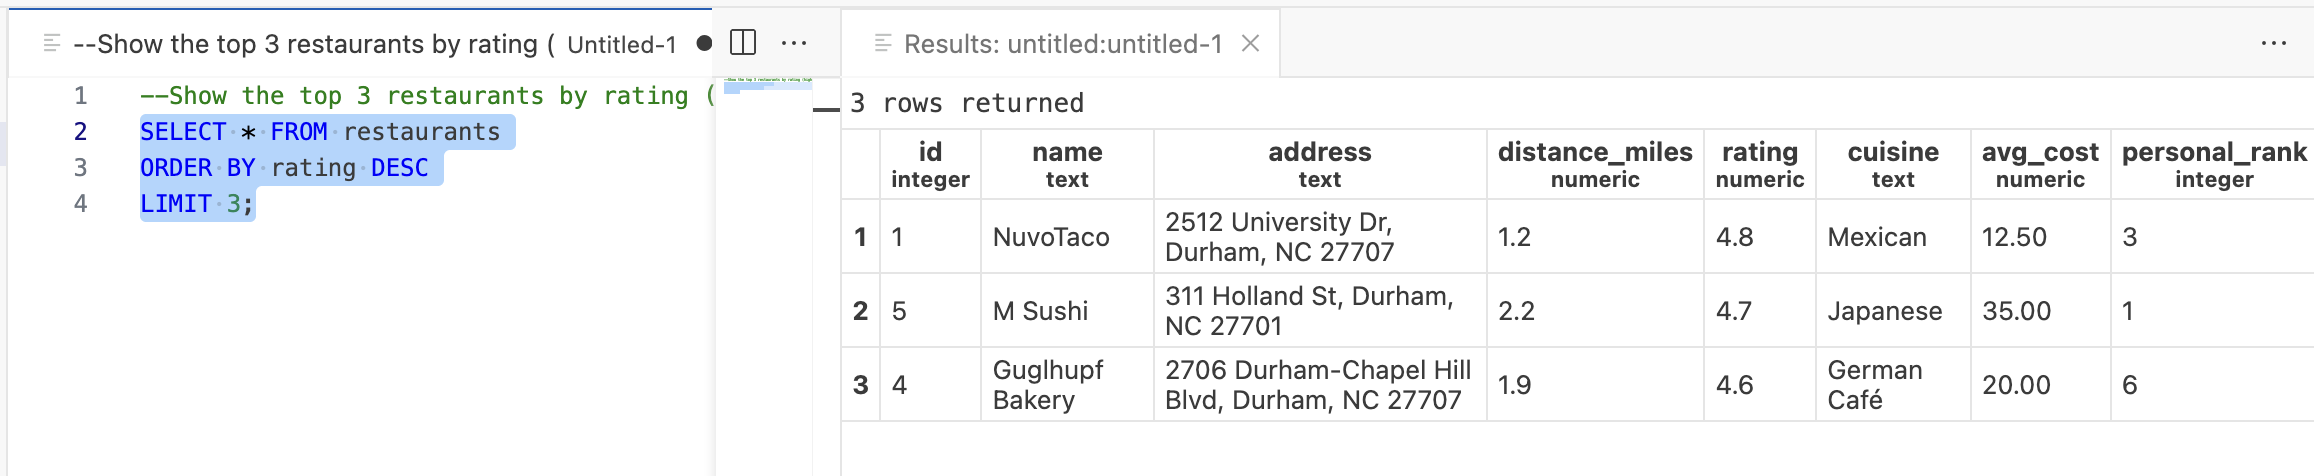 --Show the top 3 restaurants by rating ( Untitled-1
Results: untitled:untitled-1
1 --Show the top 3 restaurants by rating (
2 SELECT * FROM restaurants
3 ORDER BY rating DESC
4 LIMIT 3;
3 rows returned
id name address distance_miles rating cuisine avg_cost personal_rank
integer text text numeric numeric text numeric integer
1 1 NuvoTaco 2512 University Dr, Durham, NC 27707 1.2 4.8 Mexican 12.50 3
2 5 M Sushi 311 Holland St, Durham, NC 27701 2.2 4.7 Japanese 35.00 1
3 4 Guglhupf Bakery 2706 Durham-Chapel Hill Blvd, Durham, NC 27707 1.9 4.6 German Café 20.00 6